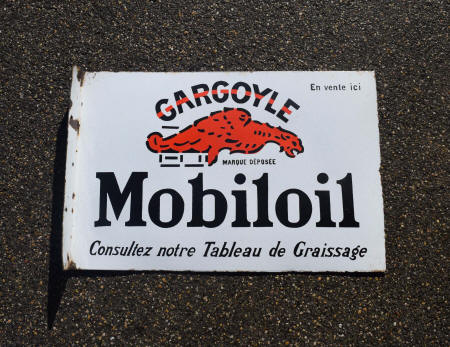 En vente ici
GARGOYLE
MARQUE DÉPOSÉE
Mobiloil
Consultez notre Tableau de Graissage